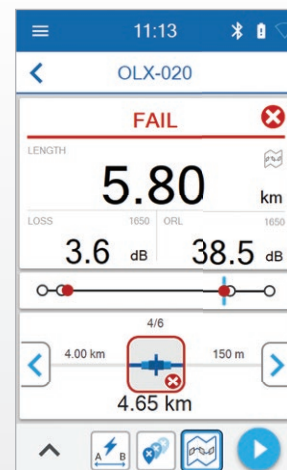 11:13
OLX-020
FAIL
LENGTH
5.80 km
LOSS 1650 ORL 1650
3.6 dB 38.5 dB
4/6
4.00 km 150 m
4.65 km
A B